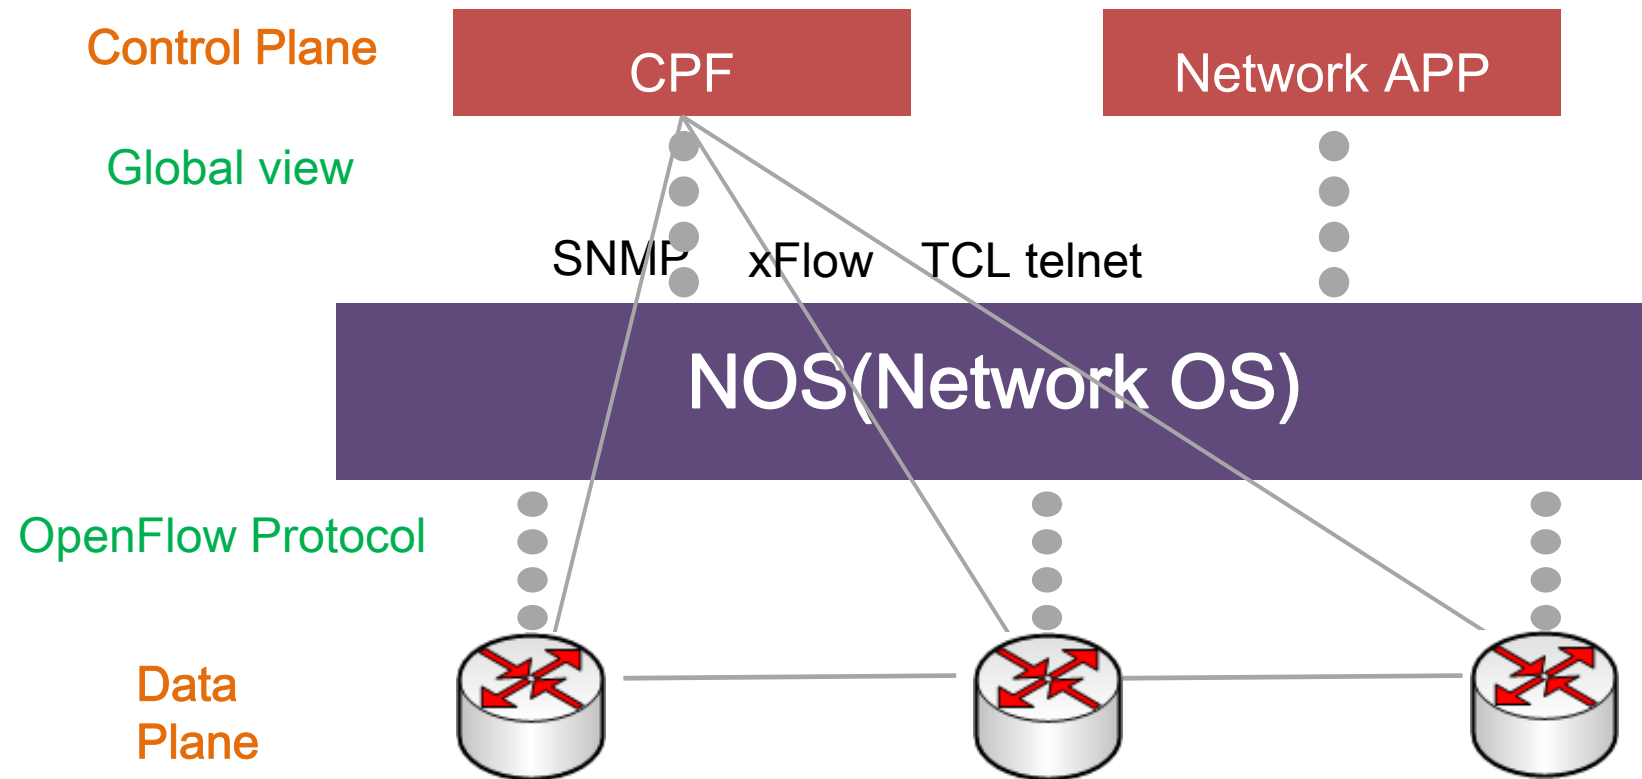 Control Plane
CPF
Network APP
Global view
SNMP
xFlow
TCL telnet
NOS(Network OS)
OpenFlow Protocol
Data
Plane